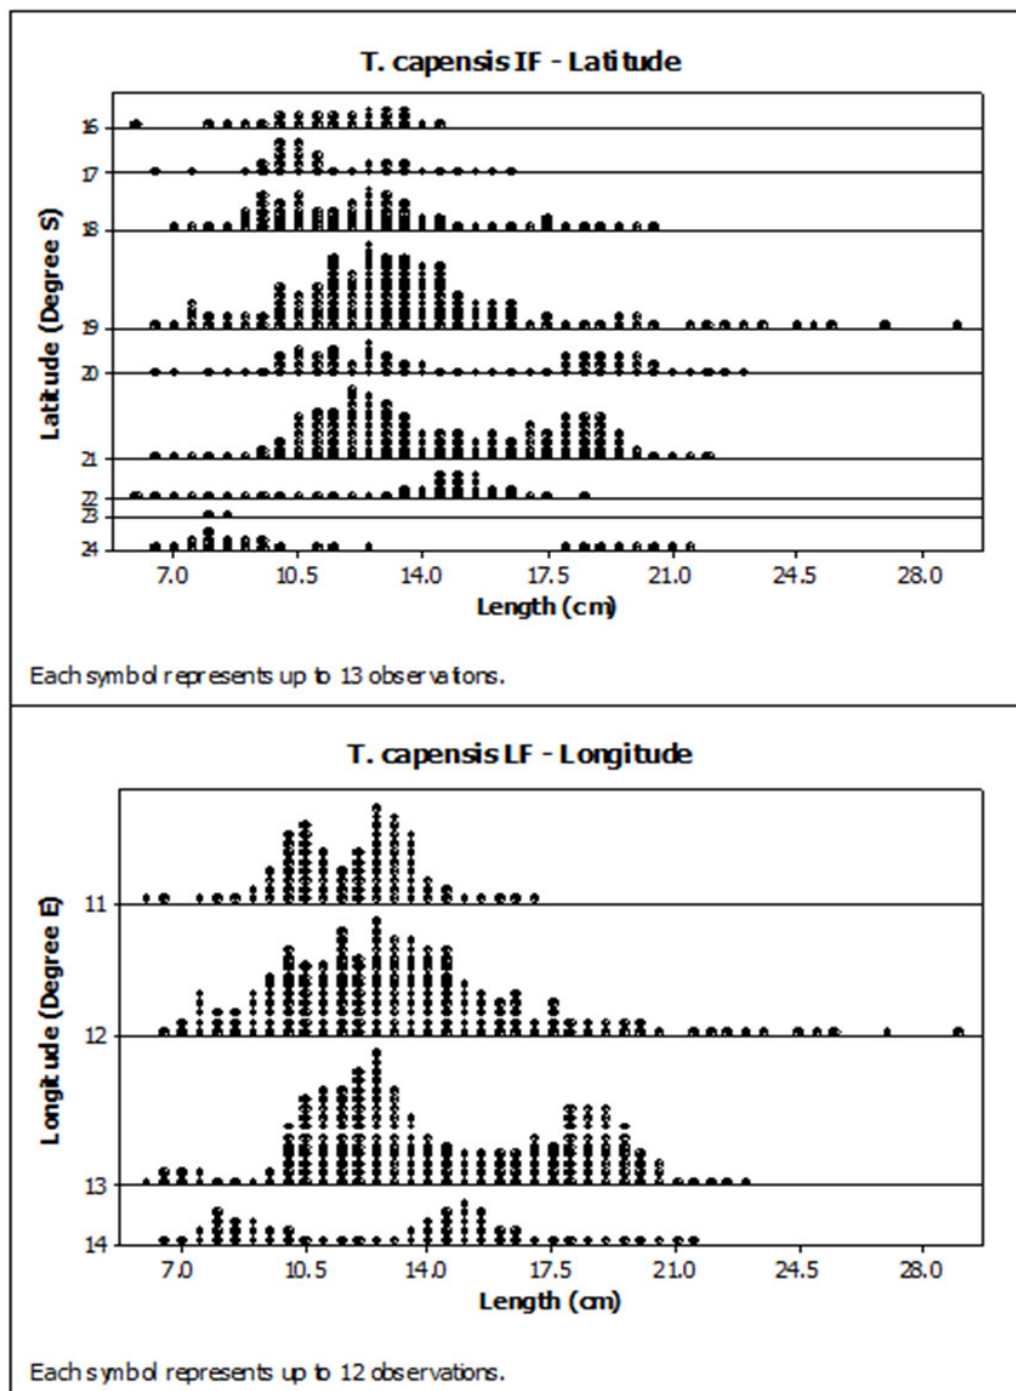 T. capensis IF - Latitude
Latitude (Degree S)
16
17
18
19
20
21
22
23
24
7.0 10.5 14.0 17.5 21.0 24.5 28.0
Length (cm)
Each symbol represents up to 13 observations.
T. capensis LF - Longitude
Longitude (Degree E)
11
12
13
14
7.0 10.5 14.0 17.5 21.0 24.5 28.0
Length (cm)
Each symbol represents up to 12 observations.